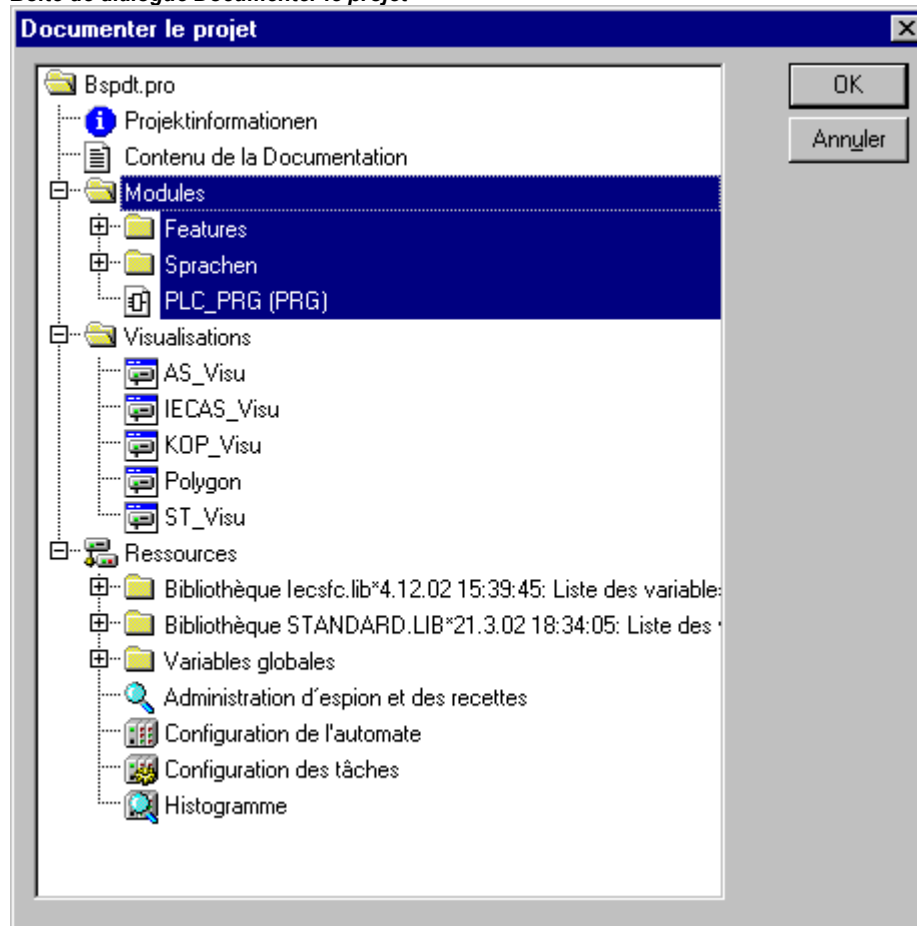 Boîte de dialogue Documenter le projet
Documenter le projet
OK
Annuler
Bspdt.pro
Projektinformationen
Contenu de la Documentation
Modules
Features
Sprachen
PLC_PRG (PRG)
Visualisations
AS_Visu
IECAS_Visu
KOP_Visu
Polygon
ST_Visu
Ressources
Bibliothèque Iecsfc.lib*4.12.02 15:39:45: Liste des variable
Bibliothèque STANDARD.LIB*21.3.02 18:34:05: Liste des
Variables globales
Administration d´espion et des recettes
Configuration de l'automate
Configuration des tâches
Histogramme